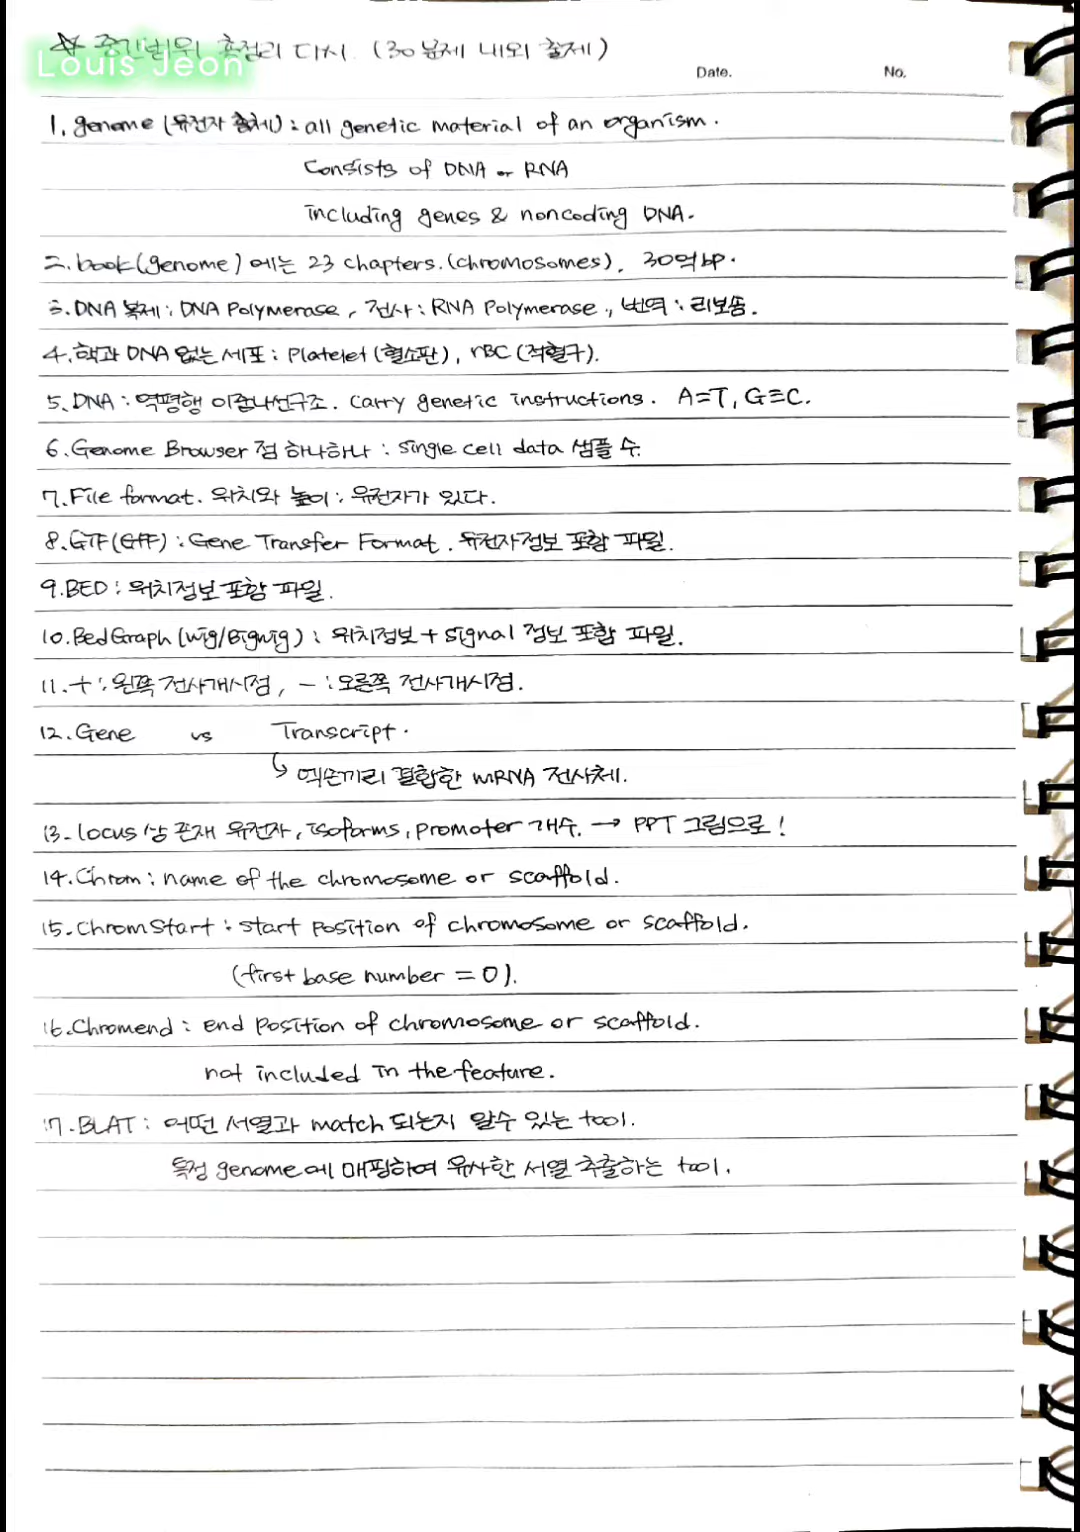 ☆ 중간범위 총정리 다시. (30문제 내외 출제)
Louis Jeon
Date. No.
1. genome (유전자 총체) : all genetic material of an organism.
Consists of DNA or RNA
including genes & noncoding DNA.
2. book(genome) 에는 23 chapters. (chromosomes), 30억 bp.
3. DNA 복제 : DNA Polymerase, 전사 : RNA Polymerase, 번역 : 리보솜.
4. 핵과 DNA 없는 세포 : Platelet (혈소판), rBC (적혈구).
5. DNA : 역평행 이중나선구조. Carry genetic instructions. A=T, G≡C.
6. Genome Browser 점 하나하나 : single cell data 샘플 수.
7. File format. 위치와 높이 : 유전자가 있다.
8. GTF(GFF) : Gene Transfer Format. 유전자정보 포함 파일.
9. BED : 위치정보 포함 파일.
10. BedGraph (wig/Bigwig) : 위치정보 + signal 정보 포함 파일.
11. + : 왼쪽 전사개시점, - : 오른쪽 전사개시점.
12. Gene vs Transcript.
↳ 엑손끼리 결합한 mRNA 전사체.
13. locus 상 존재 유전자, isoforms, promoter 개수. → PPT 그림으로!
14. Chrom : name of the chromosome or scaffold.
15. ChromStart : start position of chromosome or scaffold.
(first base number = 0).
16. Chromend : end position of chromosome or scaffold.
not included in the feature.
17. BLAT : 어떤 서열과 match 되는지 알수 있는 tool.
특정 genome에 매핑하여 유사한 서열 추출하는 tool.